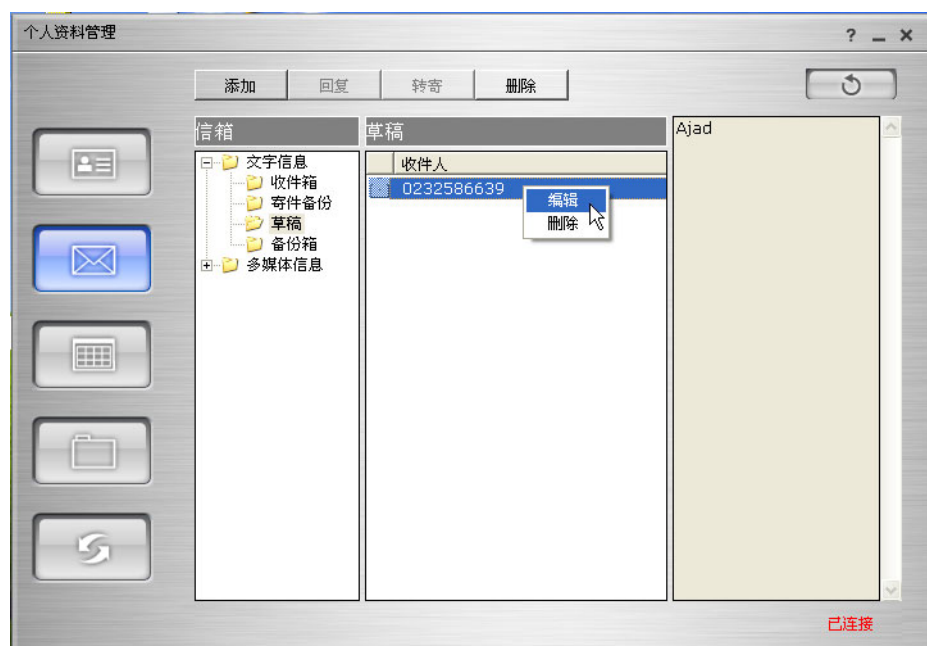 个人资料管理
? _ ×
添加 回复 转寄 删除
信箱
草稿
Ajad
文字信息
收件箱
寄件备份
草稿
备份箱
多媒体信息
收件人
0232586639
编辑
删除
已连接